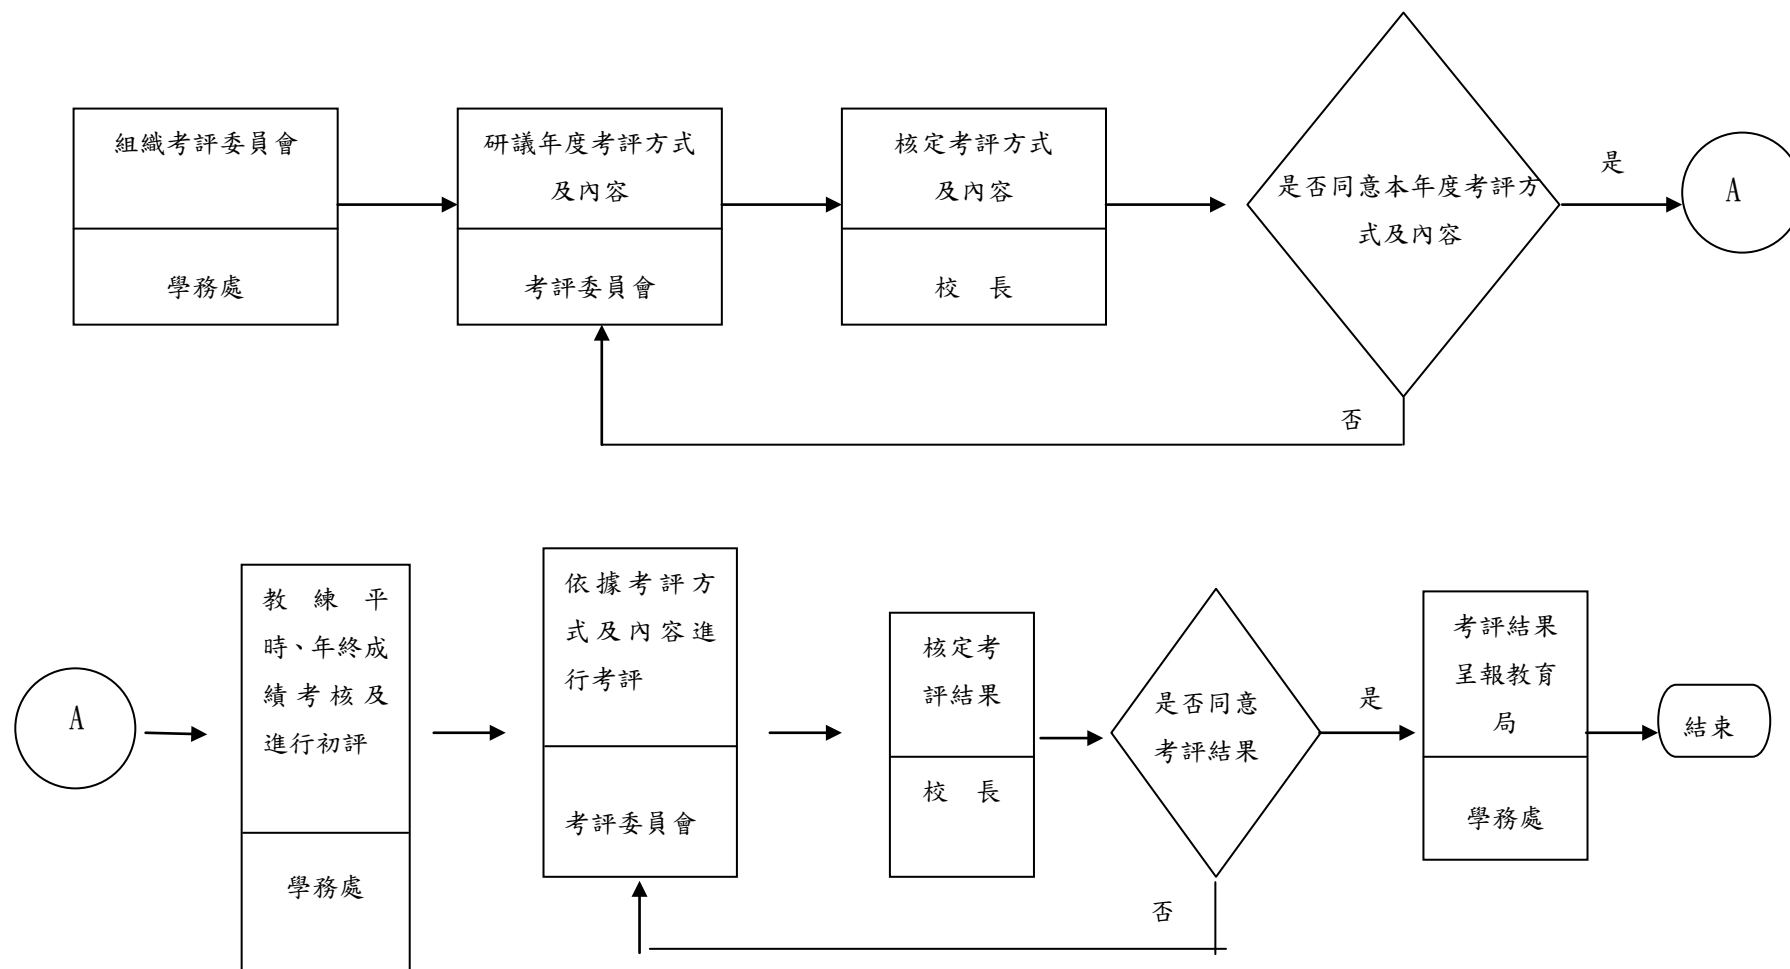 組織考評委員會
學務處
研議年度考評方式
及內容
考評委員會
核定考評方式
及內容
校　長
是否同意本年度考評方
式及內容
是
A
否
A
教練平
時、年終成
績考核及
進行初評
學務處
依據考評方
式及內容進
行考評
考評委員會
核定考
評結果
校　長
是否同意
考評結果
是
否
考評結果
呈報教育
局
學務處
結束